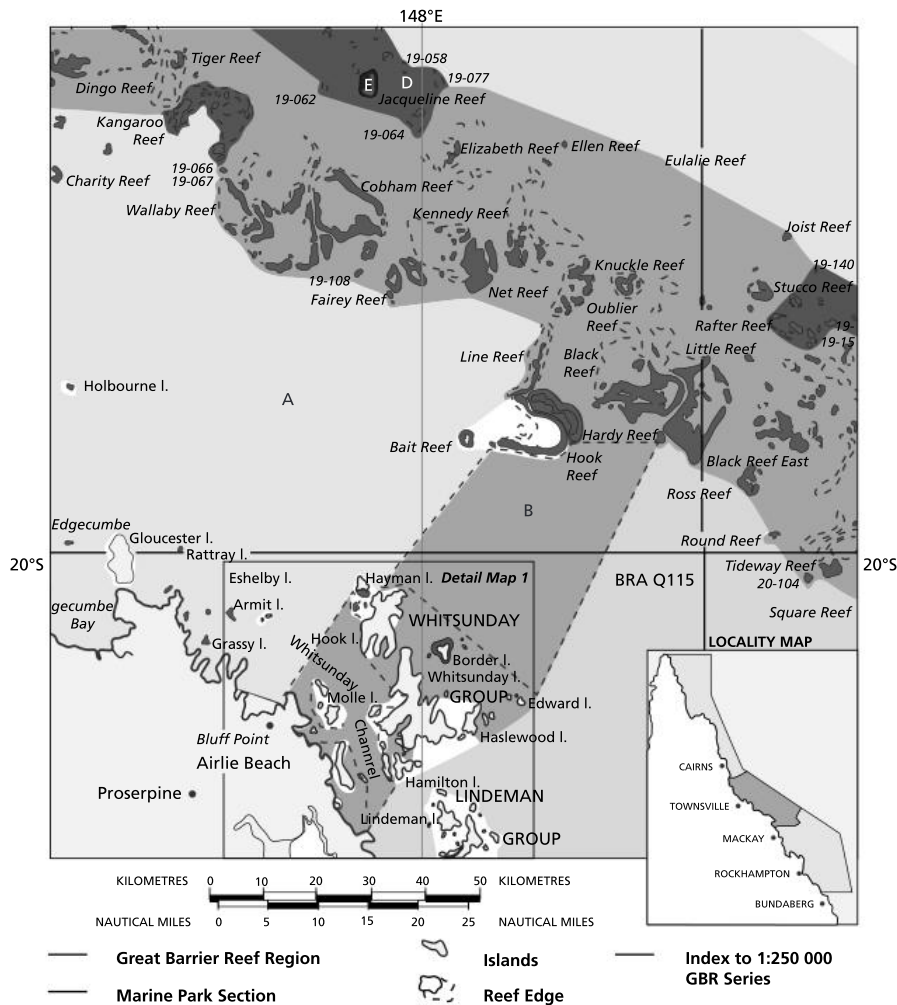 148°E
19-058
Tiger Reef
19-077
E
D
Dingo Reef
19-062
Jacqueline Reef
Kangaroo
Reef
19-064
Elizabeth Reef
Ellen Reef
Eulalie Reef
19-066
19-067
Charity Reef
Cobham Reef
Wallaby Reef
Kennedy Reef
Joist Reef
19-140
Knuckle Reef
19-108
Stucco Reef
Net Reef
Fairey Reef
Oublier
Reef
Rafter Reef
19-
19-15
Line Reef
Black
Reef
Little Reef
Holbourne l.
A
Bait Reef
Hardy Reef
Hook
Reef
Black Reef East
Ross Reef
B
Edgecumbe
Gloucester l.
Round Reef
Rattray l.
20°S
20°S
Tideway Reef
20-104
Eshelby l.
Hayman l.
Detail Map 1
BRA Q115
gecumbe
Bay
Armit l.
Square Reef
WHITSUNDAY
Grassy l.
Hook l.
LOCALITY MAP
Whitsunday
Channrel
Border l.
Whitsunday l.
Molle l.
GROUP
Edward l.
Bluff Point
Haslewood l.
Airlie Beach
CAIRNS
Hamilton l.
Proserpine
LINDEMAN
TOWNSVILLE
Lindeman l.
GROUP
MACKAY
ROCKHAMPTON
BUNDABERG
KILOMETRES
0 10 20 30 40 50
KILOMETRES
NAUTICAL MILES
0 5 10 15 20 25
NAUTICAL MILES
Great Barrier Reef Region
Islands
Index to 1:250 000
GBR Series
Marine Park Section
Reef Edge